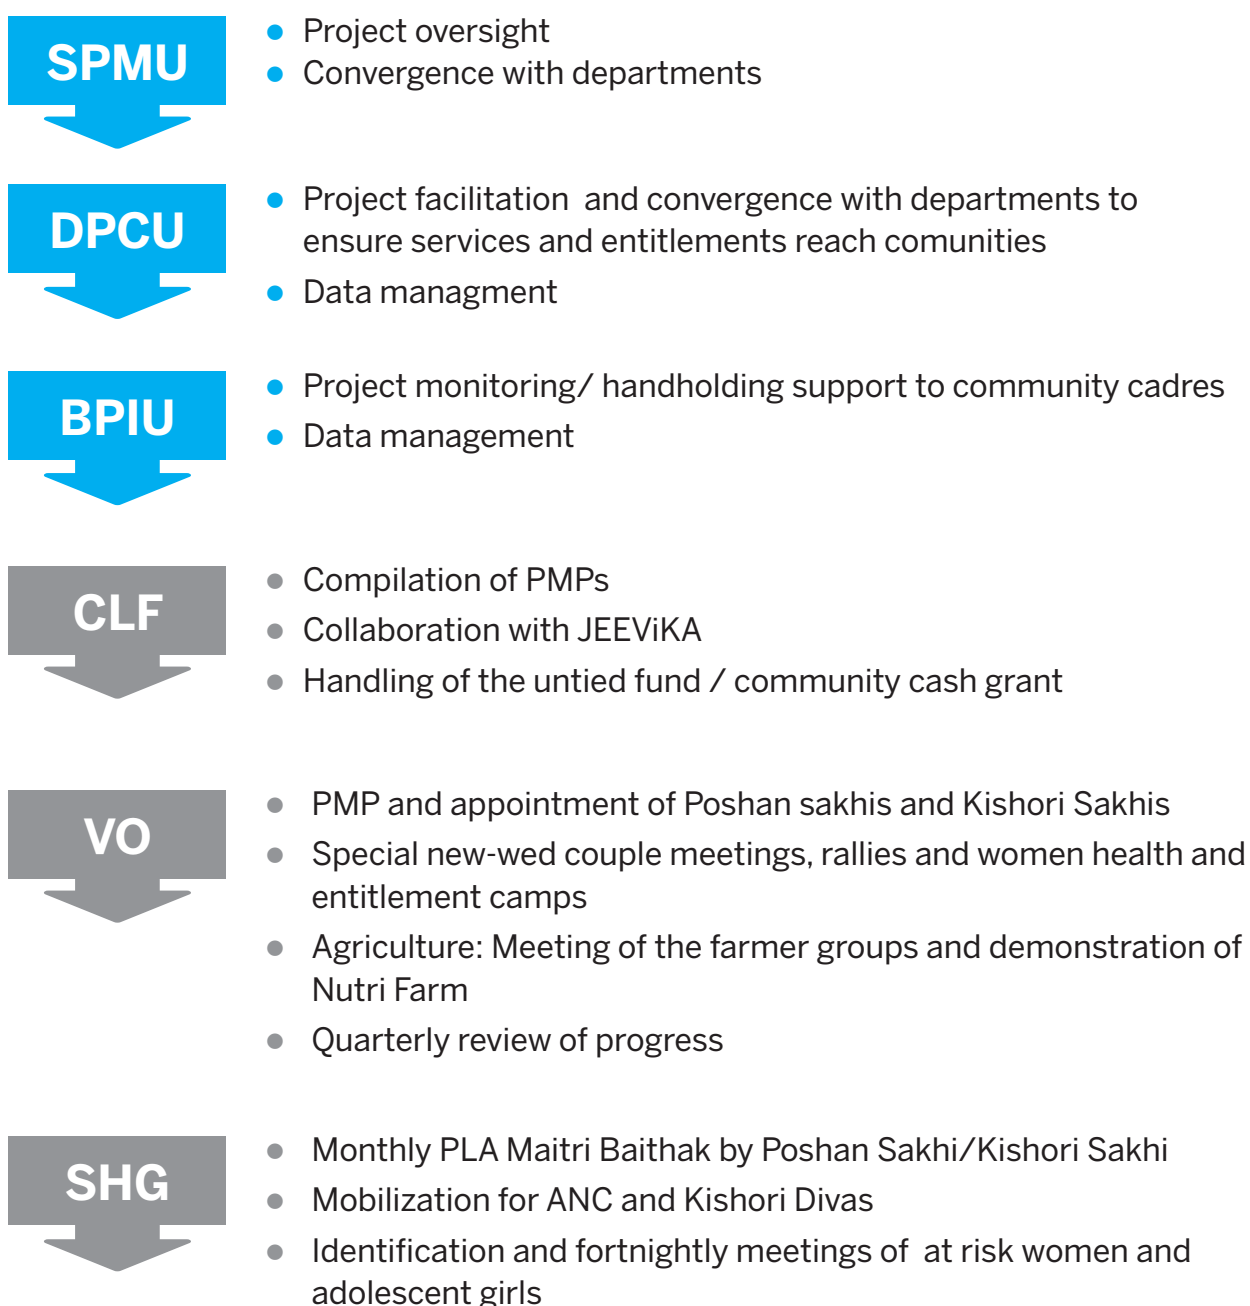 SPMU
● Project oversight
● Convergence with departments
DPCU
● Project facilitation  and convergence with departments to
ensure services and entitlements reach comunities
● Data managment
BPIU
● Project monitoring/ handholding support to community cadres
● Data management
CLF
● Compilation of PMPs
● Collaboration with JEEViKA
● Handling of the untied fund / community cash grant
VO
● PMP and appointment of Poshan sakhis and Kishori Sakhis
● Special new-wed couple meetings, rallies and women health and
entitlement camps
● Agriculture: Meeting of the farmer groups and demonstration of
Nutri Farm
● Quarterly review of progress
SHG
● Monthly PLA Maitri Baithak by Poshan Sakhi/Kishori Sakhi
● Mobilization for ANC and Kishori Divas
● Identification and fortnightly meetings of  at risk women and
adolescent girls